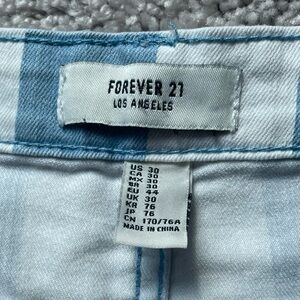 FOREVER 21
LOS ANGELES
US 30
CA 30
MX 30
BR 30
EU 44
UK 30
KR 76
JP 76
CN 170/76A
MADE IN CHINA